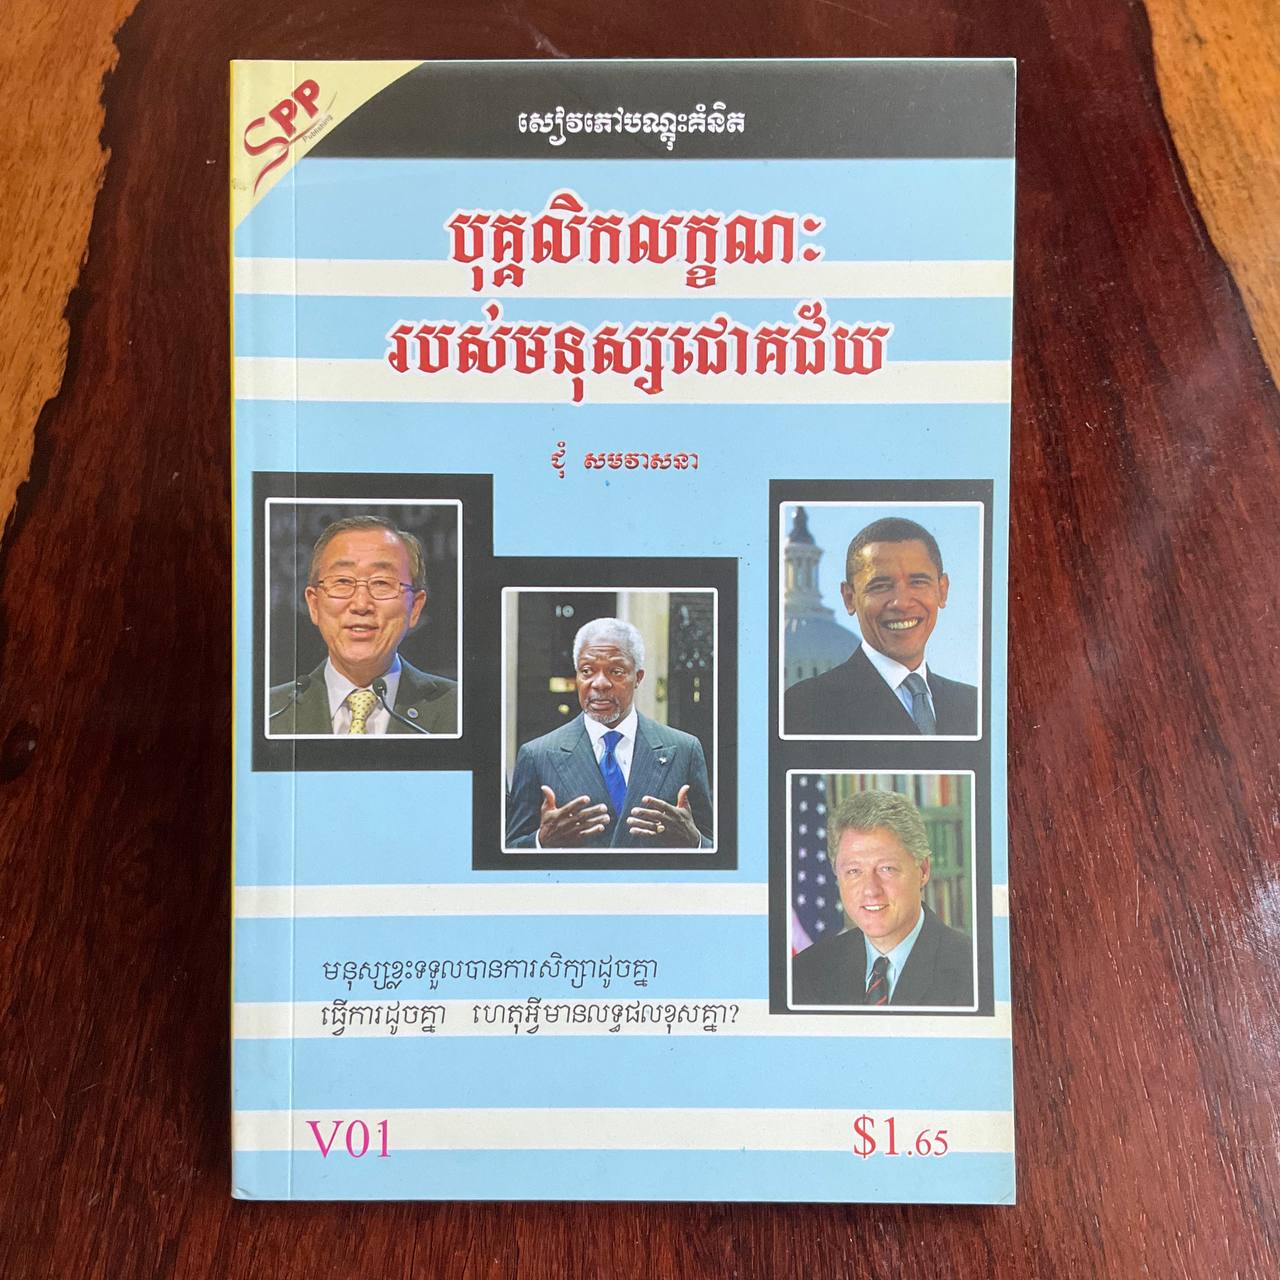 SPP
Publishing
សៀវភៅបណ្តុះគំនិត
បុគ្គលិកលក្ខណៈ
របស់មនុស្សជោគជ័យ
ជុំ សមវាសនា
មនុស្សខ្លះទទួលបានការសិក្សាដូចគ្នា
ធ្វើការដូចគ្នា ហេតុអ្វីមានលទ្ធផលខុសគ្នា?
V01
$1.65